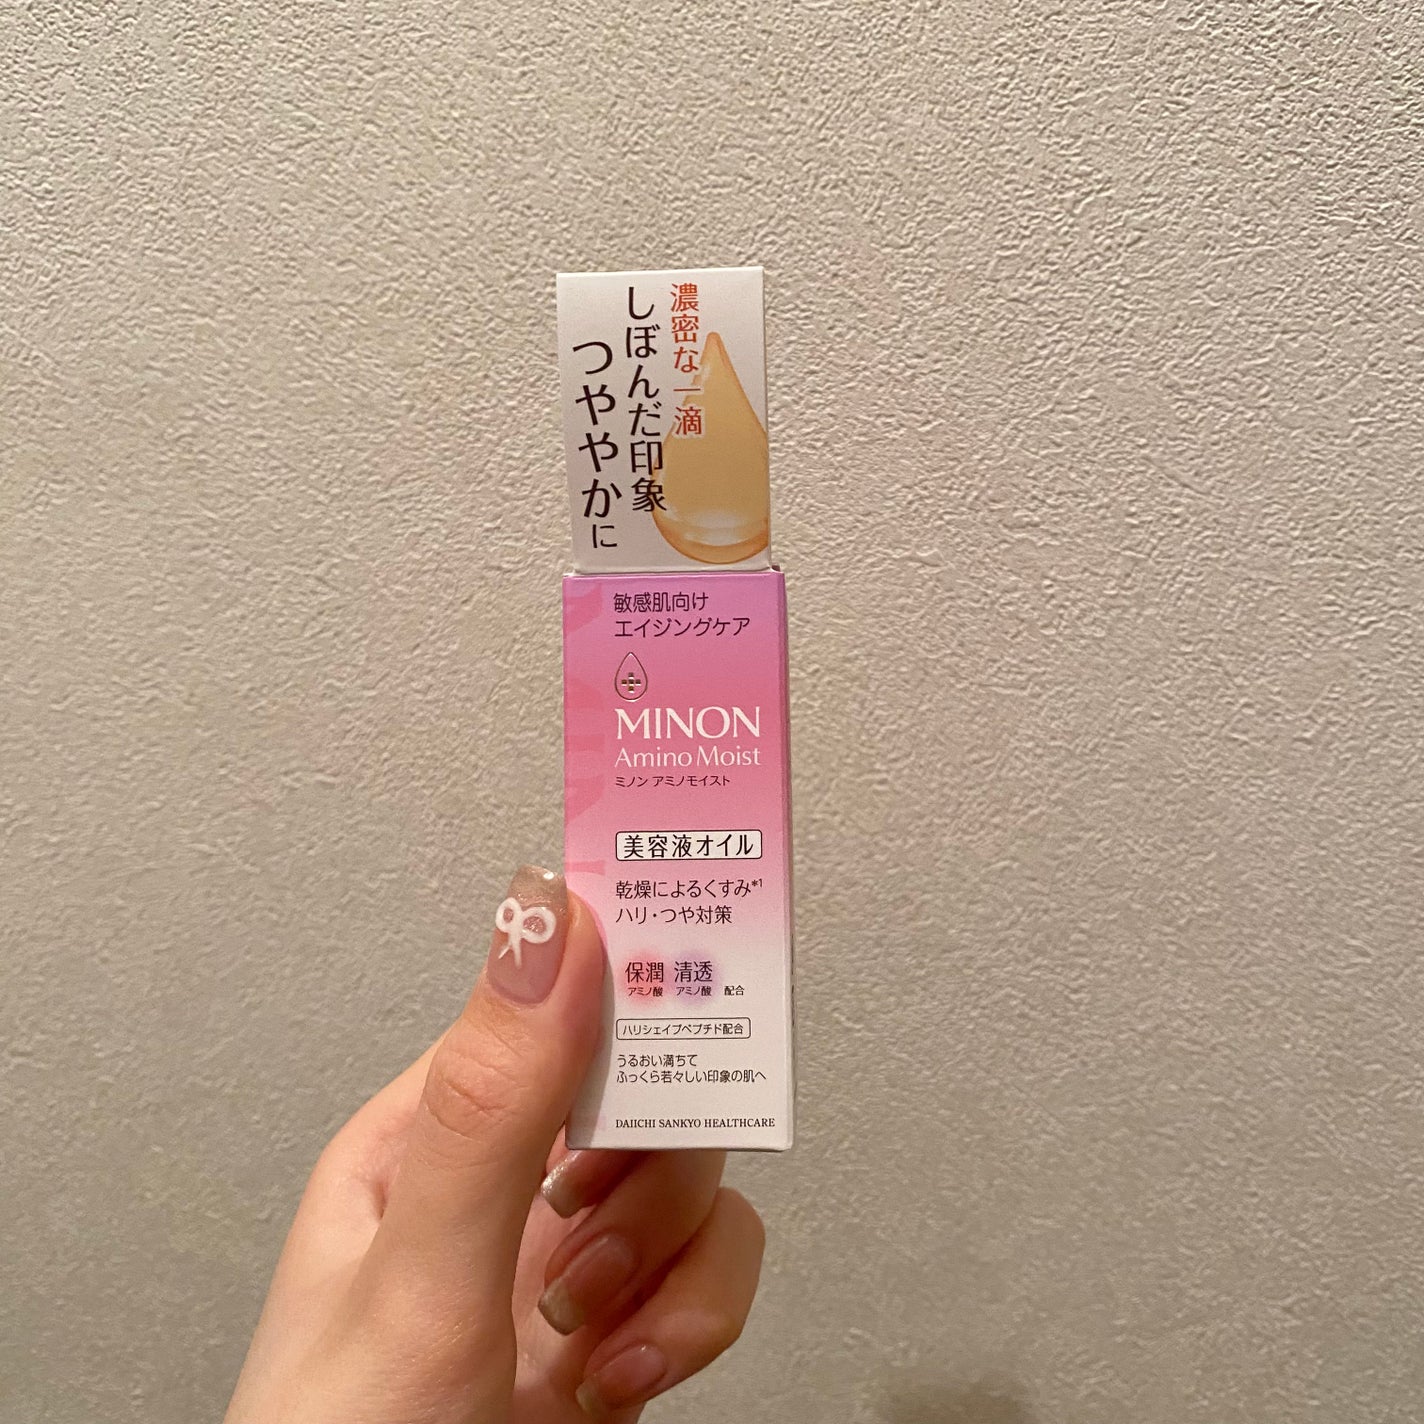 濃密な一滴
しぼんだ印象
つややかに
敏感肌向け
エイジングケア
MINON
Amino Moist
ミノン アミノモイスト
美容液オイル
乾燥によるくすみ*1
ハリ・つや対策
保潤 清透
アミノ酸 アミノ酸 配合
ハリシェイプペプチド配合
うるおい満ちて
ふっくら若々しい印象の肌へ
DAIICHI SANKYO HEALTHCARE